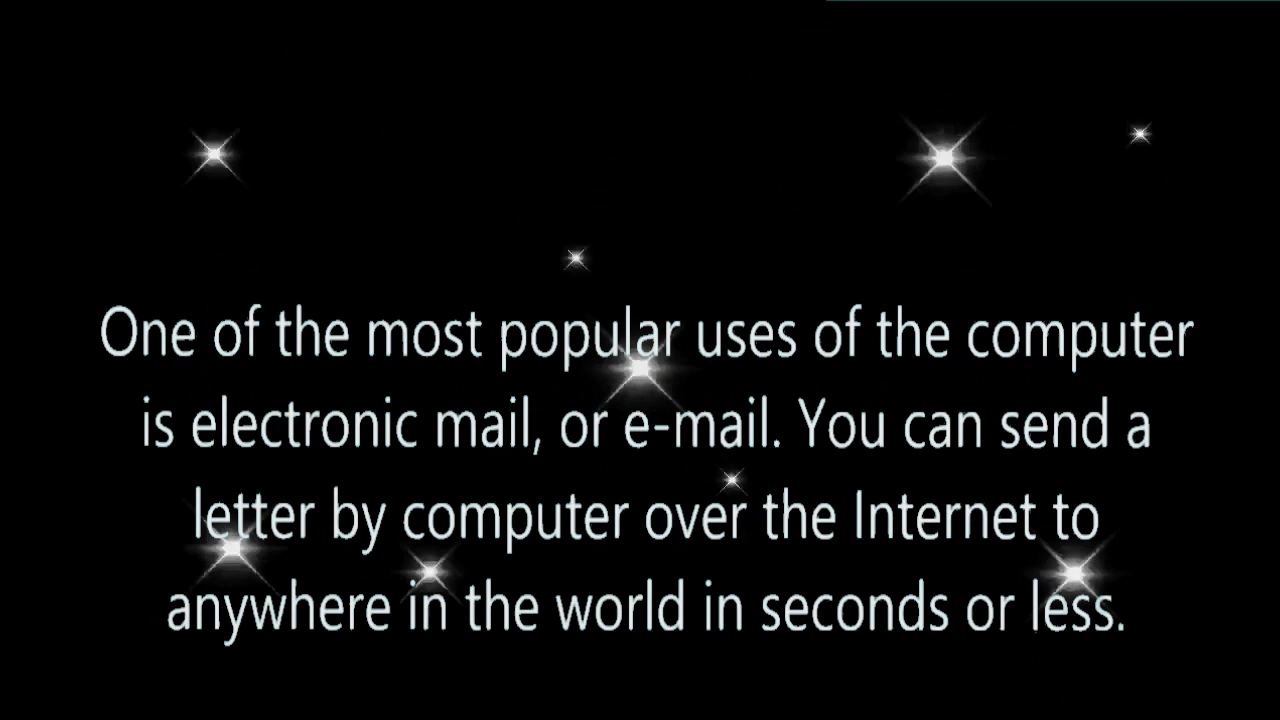 One of the most popular uses of the computer
is electronic mail, or e-mail. You can send a
letter by computer over the Internet to
anywhere in the world in seconds or less.